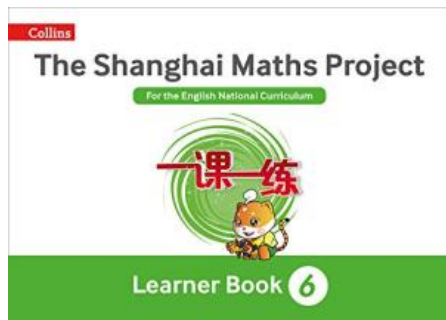 Collins
The Shanghai Maths Project
For the English National Curriculum
一课一练
Learner Book 6